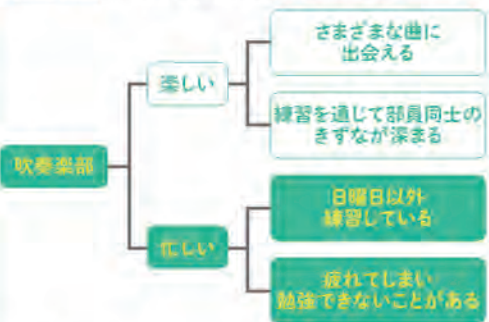 さまざまな曲に
出会える
楽しい
練習を通じて部員同士の
きずなが深まる
吹奏楽部
日曜日以外
練習している
忙しい
疲れてしまい
勉強できないことがある